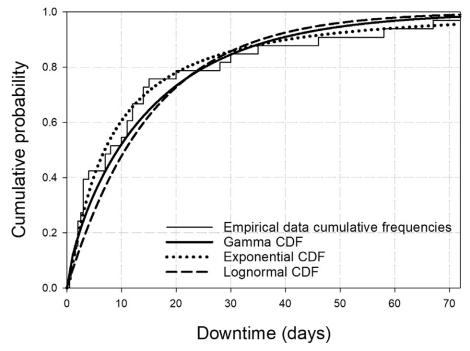 Cumulative probability
1.0
0.8
0.6
0.4
0.2
0.0
Empirical data cumulative frequencies
Gamma CDF
Exponential CDF
Lognormal CDF
0 10 20 30 40 50 60 70
Downtime (days)